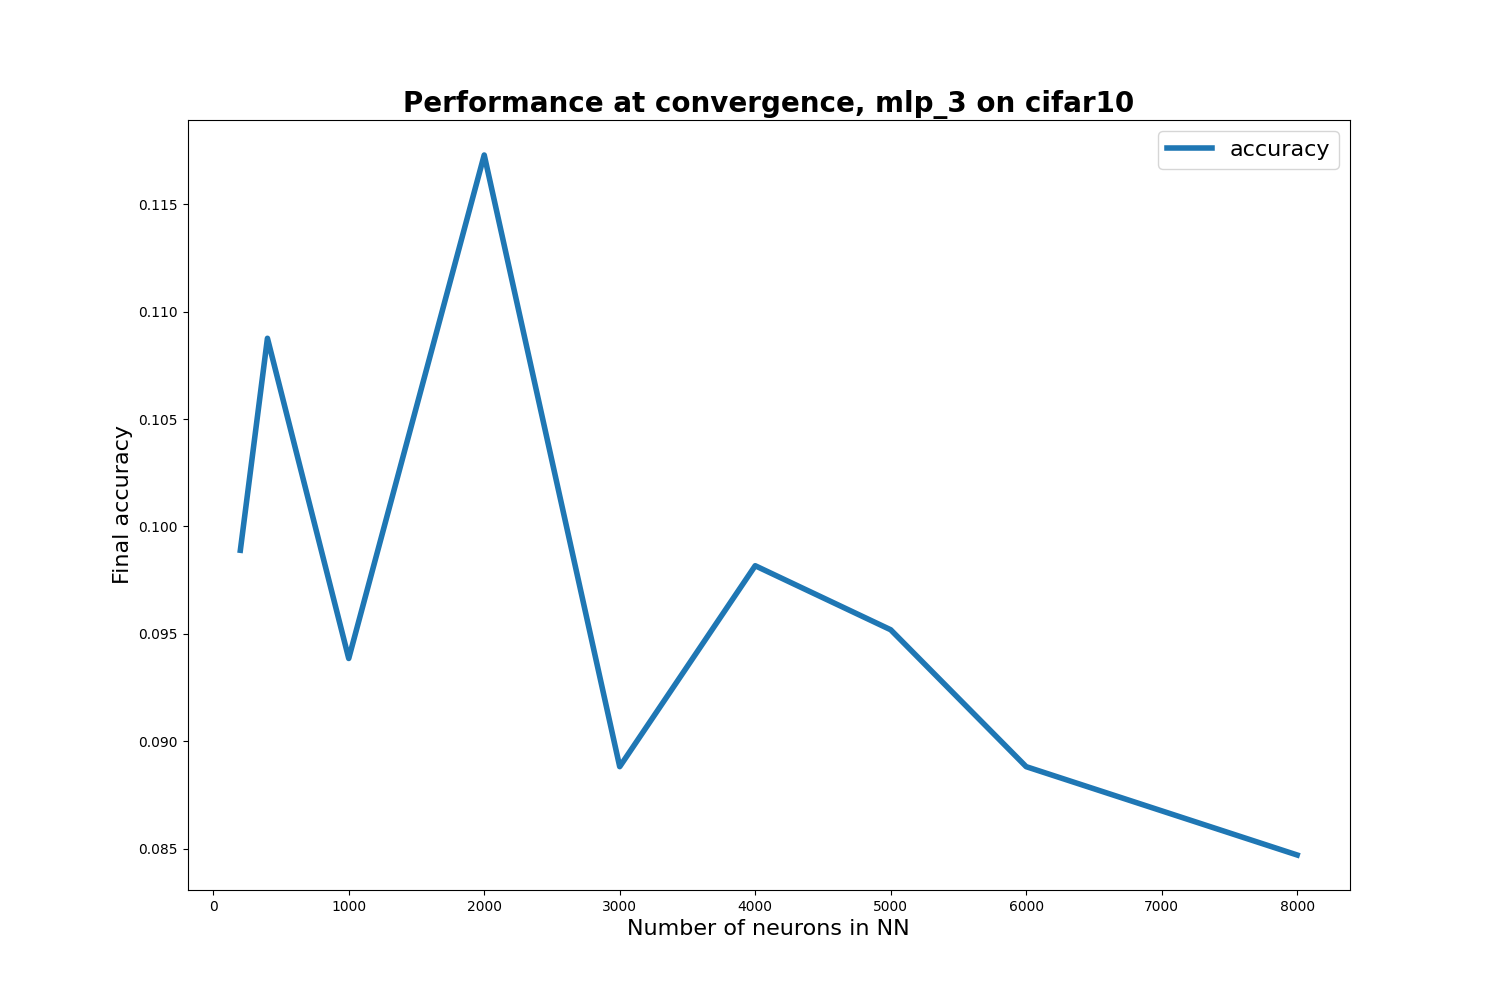 Performance at convergence, mlp_3 on cifar10
accuracy
0.115
0.110
0.105
0.100
0.095
0.090
0.085
Final accuracy
0 1000 2000 3000 4000 5000 6000 7000 8000
Number of neurons in NN